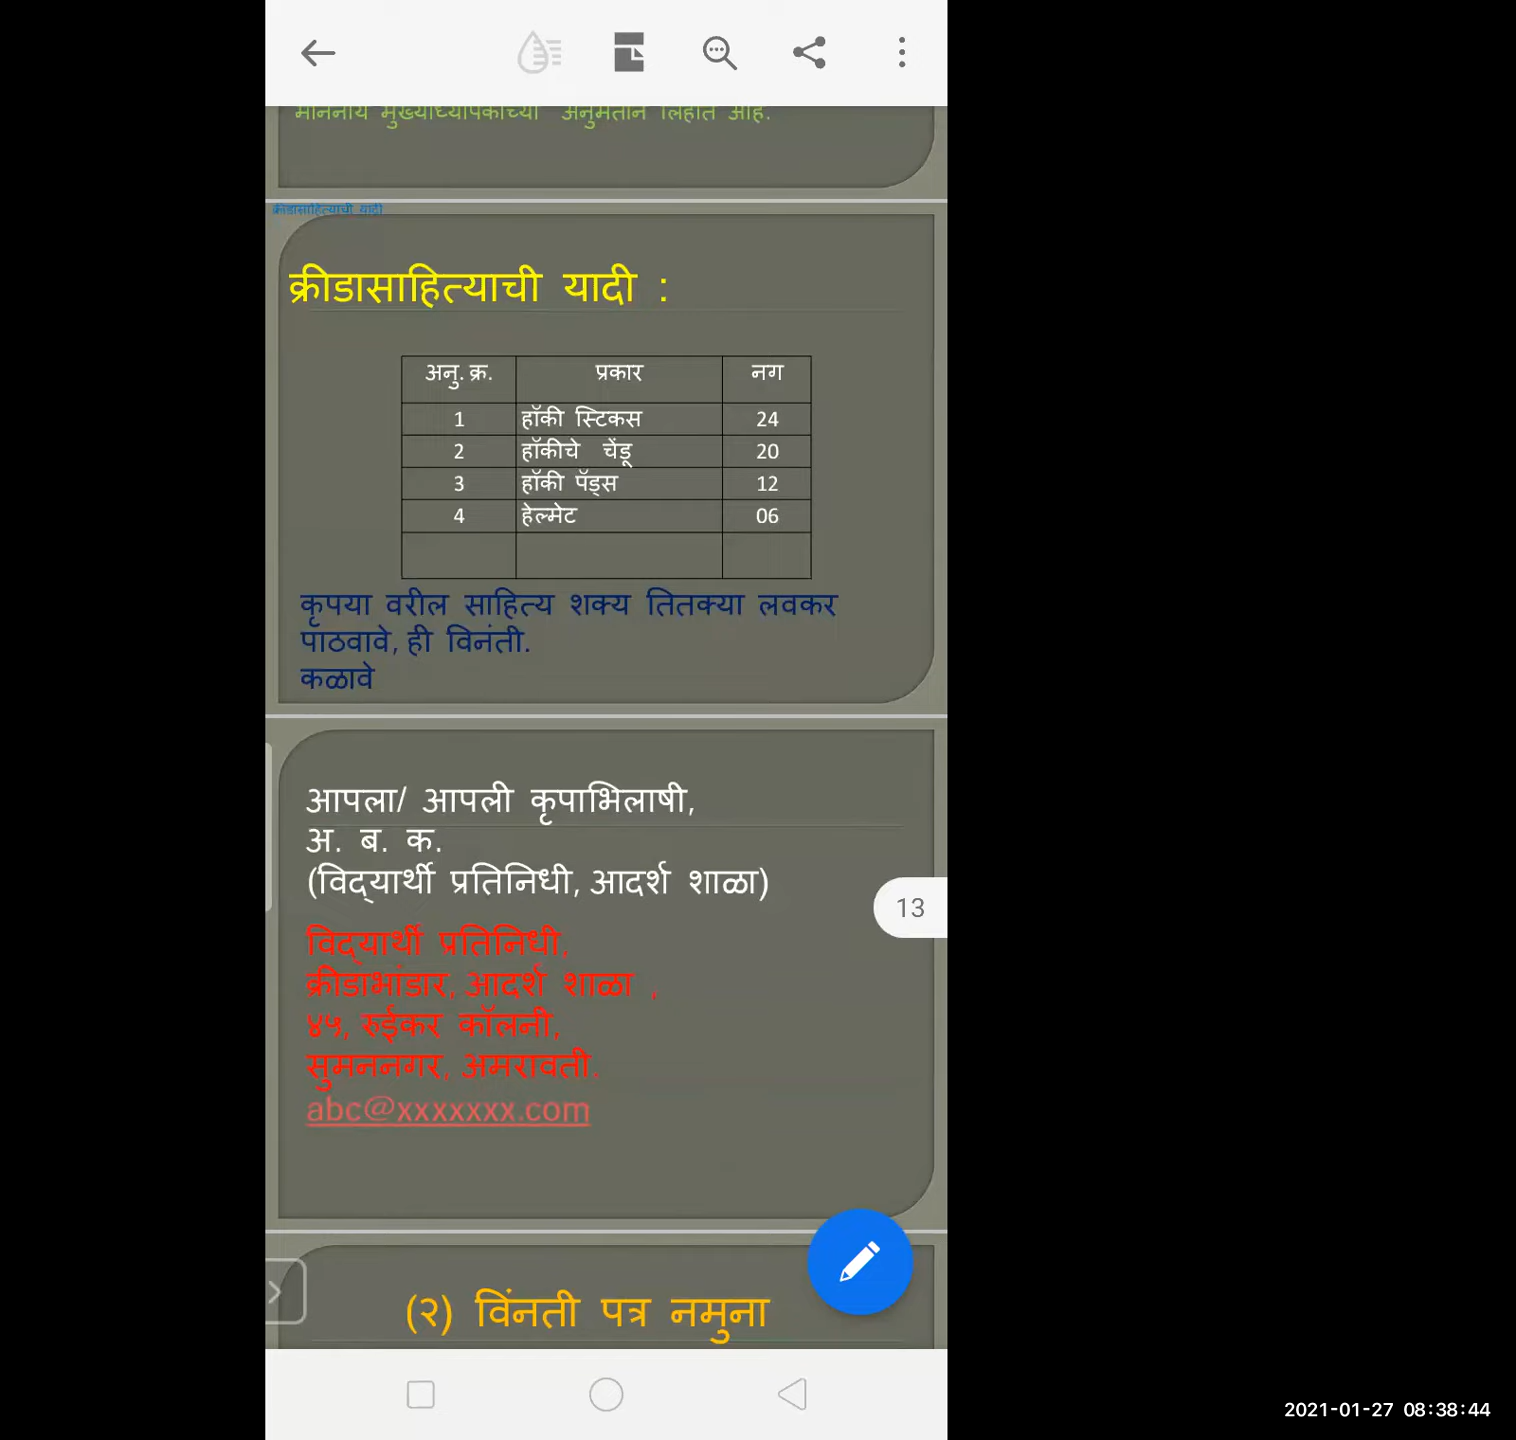 माननीय मुख्याध्यापकांच्या अनुमतीने लिहीत आहे.
क्रीडासाहित्याची यादी
क्रीडासाहित्याची यादी :
अनु. क्र. प्रकार नग
1 हॉकी स्टिकस 24
2 हॉकीचे चेंडू 20
3 हॉकी पॅड्स 12
4 हेल्मेट 06
कृपया वरील साहित्य शक्य तितक्या लवकर
पाठवावे, ही विनंती.
कळावे
आपला/ आपली कृपाभिलाषी,
अ. ब. क.
(विद्यार्थी प्रतिनिधी, आदर्श शाळा)
13
विद्यार्थी प्रतिनिधी,
क्रीडाभांडार, आदर्श शाळा ,
४५, रुईकर कॉलनी,
सुमननगर, अमरावती.
abc@xxxxxxx.com
(२) विंनती पत्र नमुना
2021-01-27 08:38:44